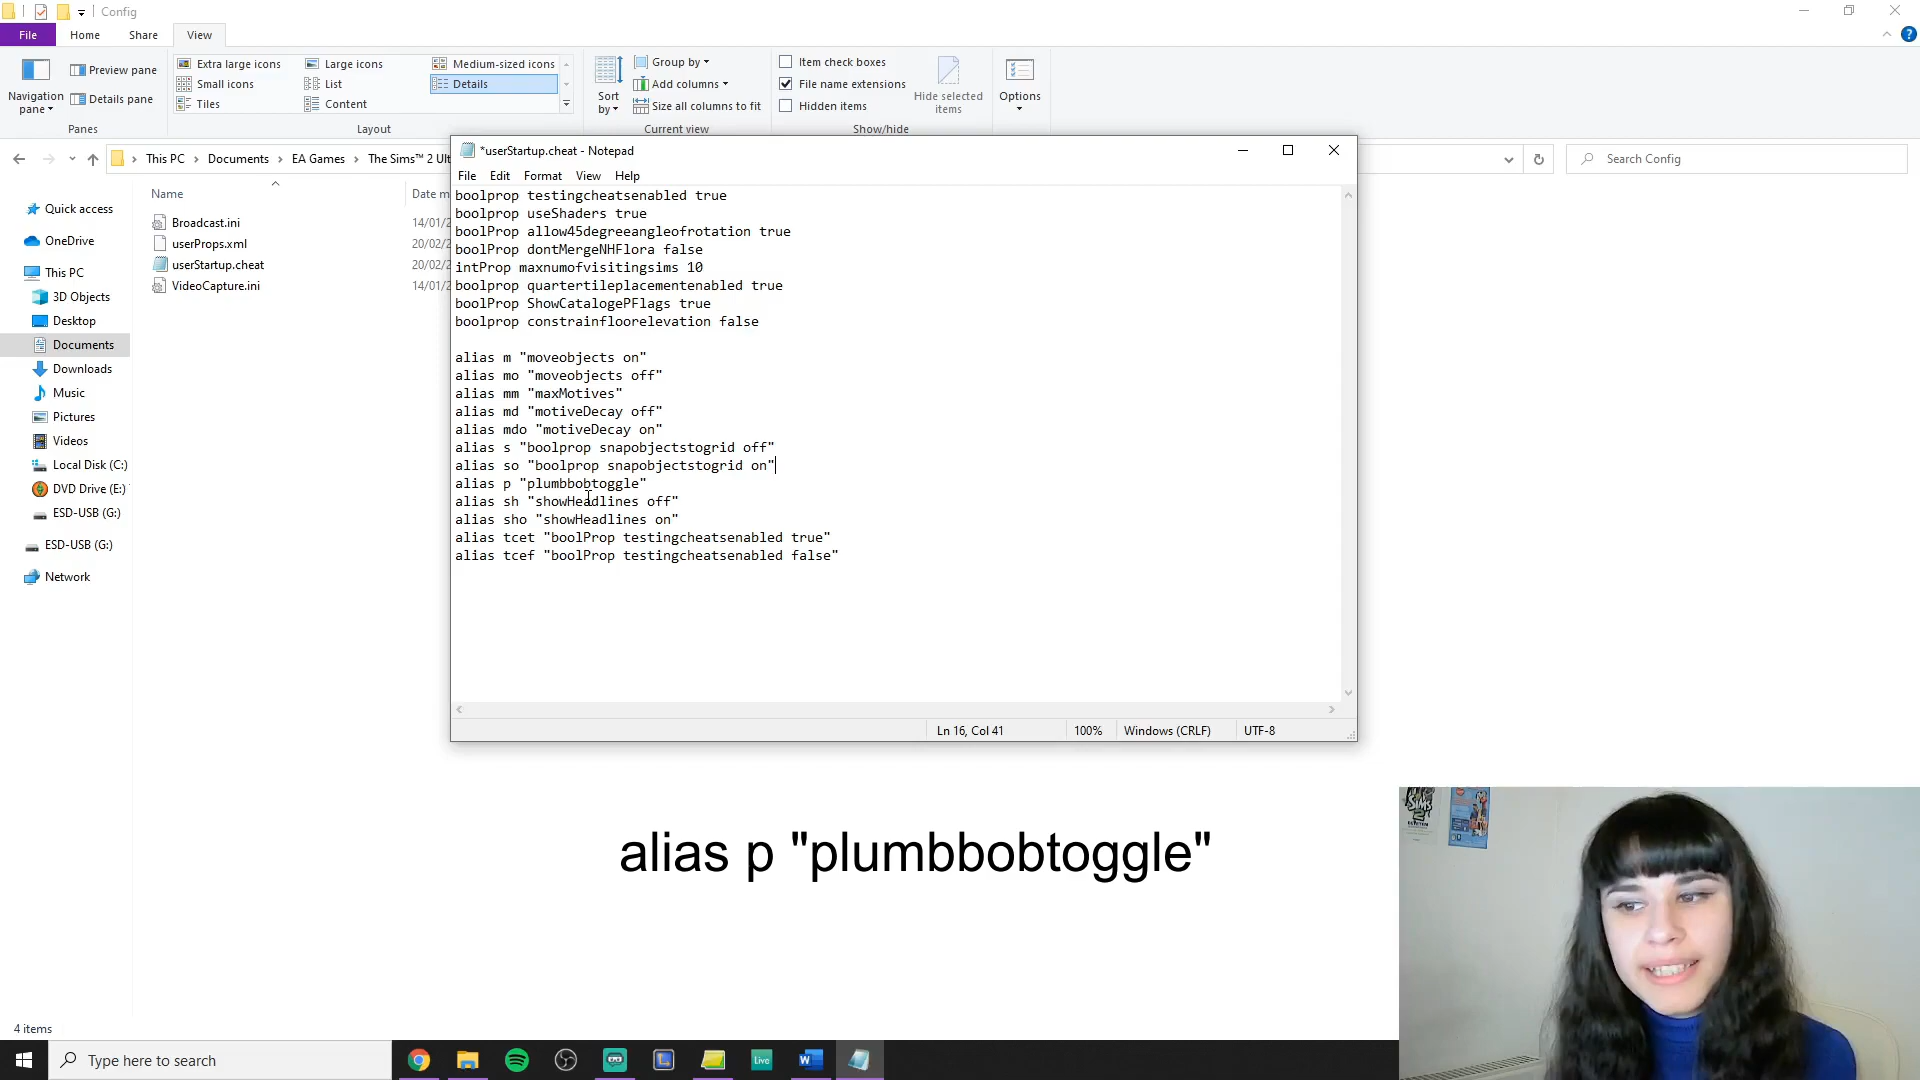 Config
File
Home
Share
View
Navigation pane
Preview pane
Details pane
Panes
Extra large icons
Large icons
Medium-sized icons
Small icons
List
Details
Tiles
Content
Layout
Sort by
Group by
Add columns
Size all columns to fit
Current view
Item check boxes
File name extensions
Hidden items
Hide selected items
Show/hide
Options
This PC
Documents
EA Games
The Sims™ 2 Ult
Search Config
Name
Date m
Broadcast.ini
14/01/2
userProps.xml
20/02/
userStartup.cheat
20/02/
VideoCapture.ini
14/01/2
Quick access
OneDrive
This PC
3D Objects
Desktop
Documents
Downloads
Music
Pictures
Videos
Local Disk (C:)
DVD Drive (E:)
ESD-USB (G:)
ESD-USB (G:)
Network
*userStartup.cheat - Notepad
File Edit Format View Help
boolprop testingcheatsenabled true
boolprop useShaders true
boolProp allow45degreeangleofrotation true
boolProp dontMergeNHFlora false
intProp maxnumofvisitingsims 10
boolprop quartertileplacementenabled true
boolProp ShowCatalogePFlags true
boolprop constrainfloorelevation false
alias m "moveobjects on"
alias mo "moveobjects off"
alias mm "maxMotives"
alias md "motiveDecay off"
alias mdo "motiveDecay on"
alias s "boolprop snapobjectstogrid off"
alias so "boolprop snapobjectstogrid on"
alias p "plumbbobtoggle"
alias sh "showHeadlines off"
alias sho "showHeadlines on"
alias tcet "boolProp testingcheatsenabled true"
alias tcef "boolProp testingcheatsenabled false"
Ln 16, Col 41
100%
Windows (CRLF)
UTF-8
alias p "plumbbobtoggle"
SiMS
2
4 items
Type here to search
Live